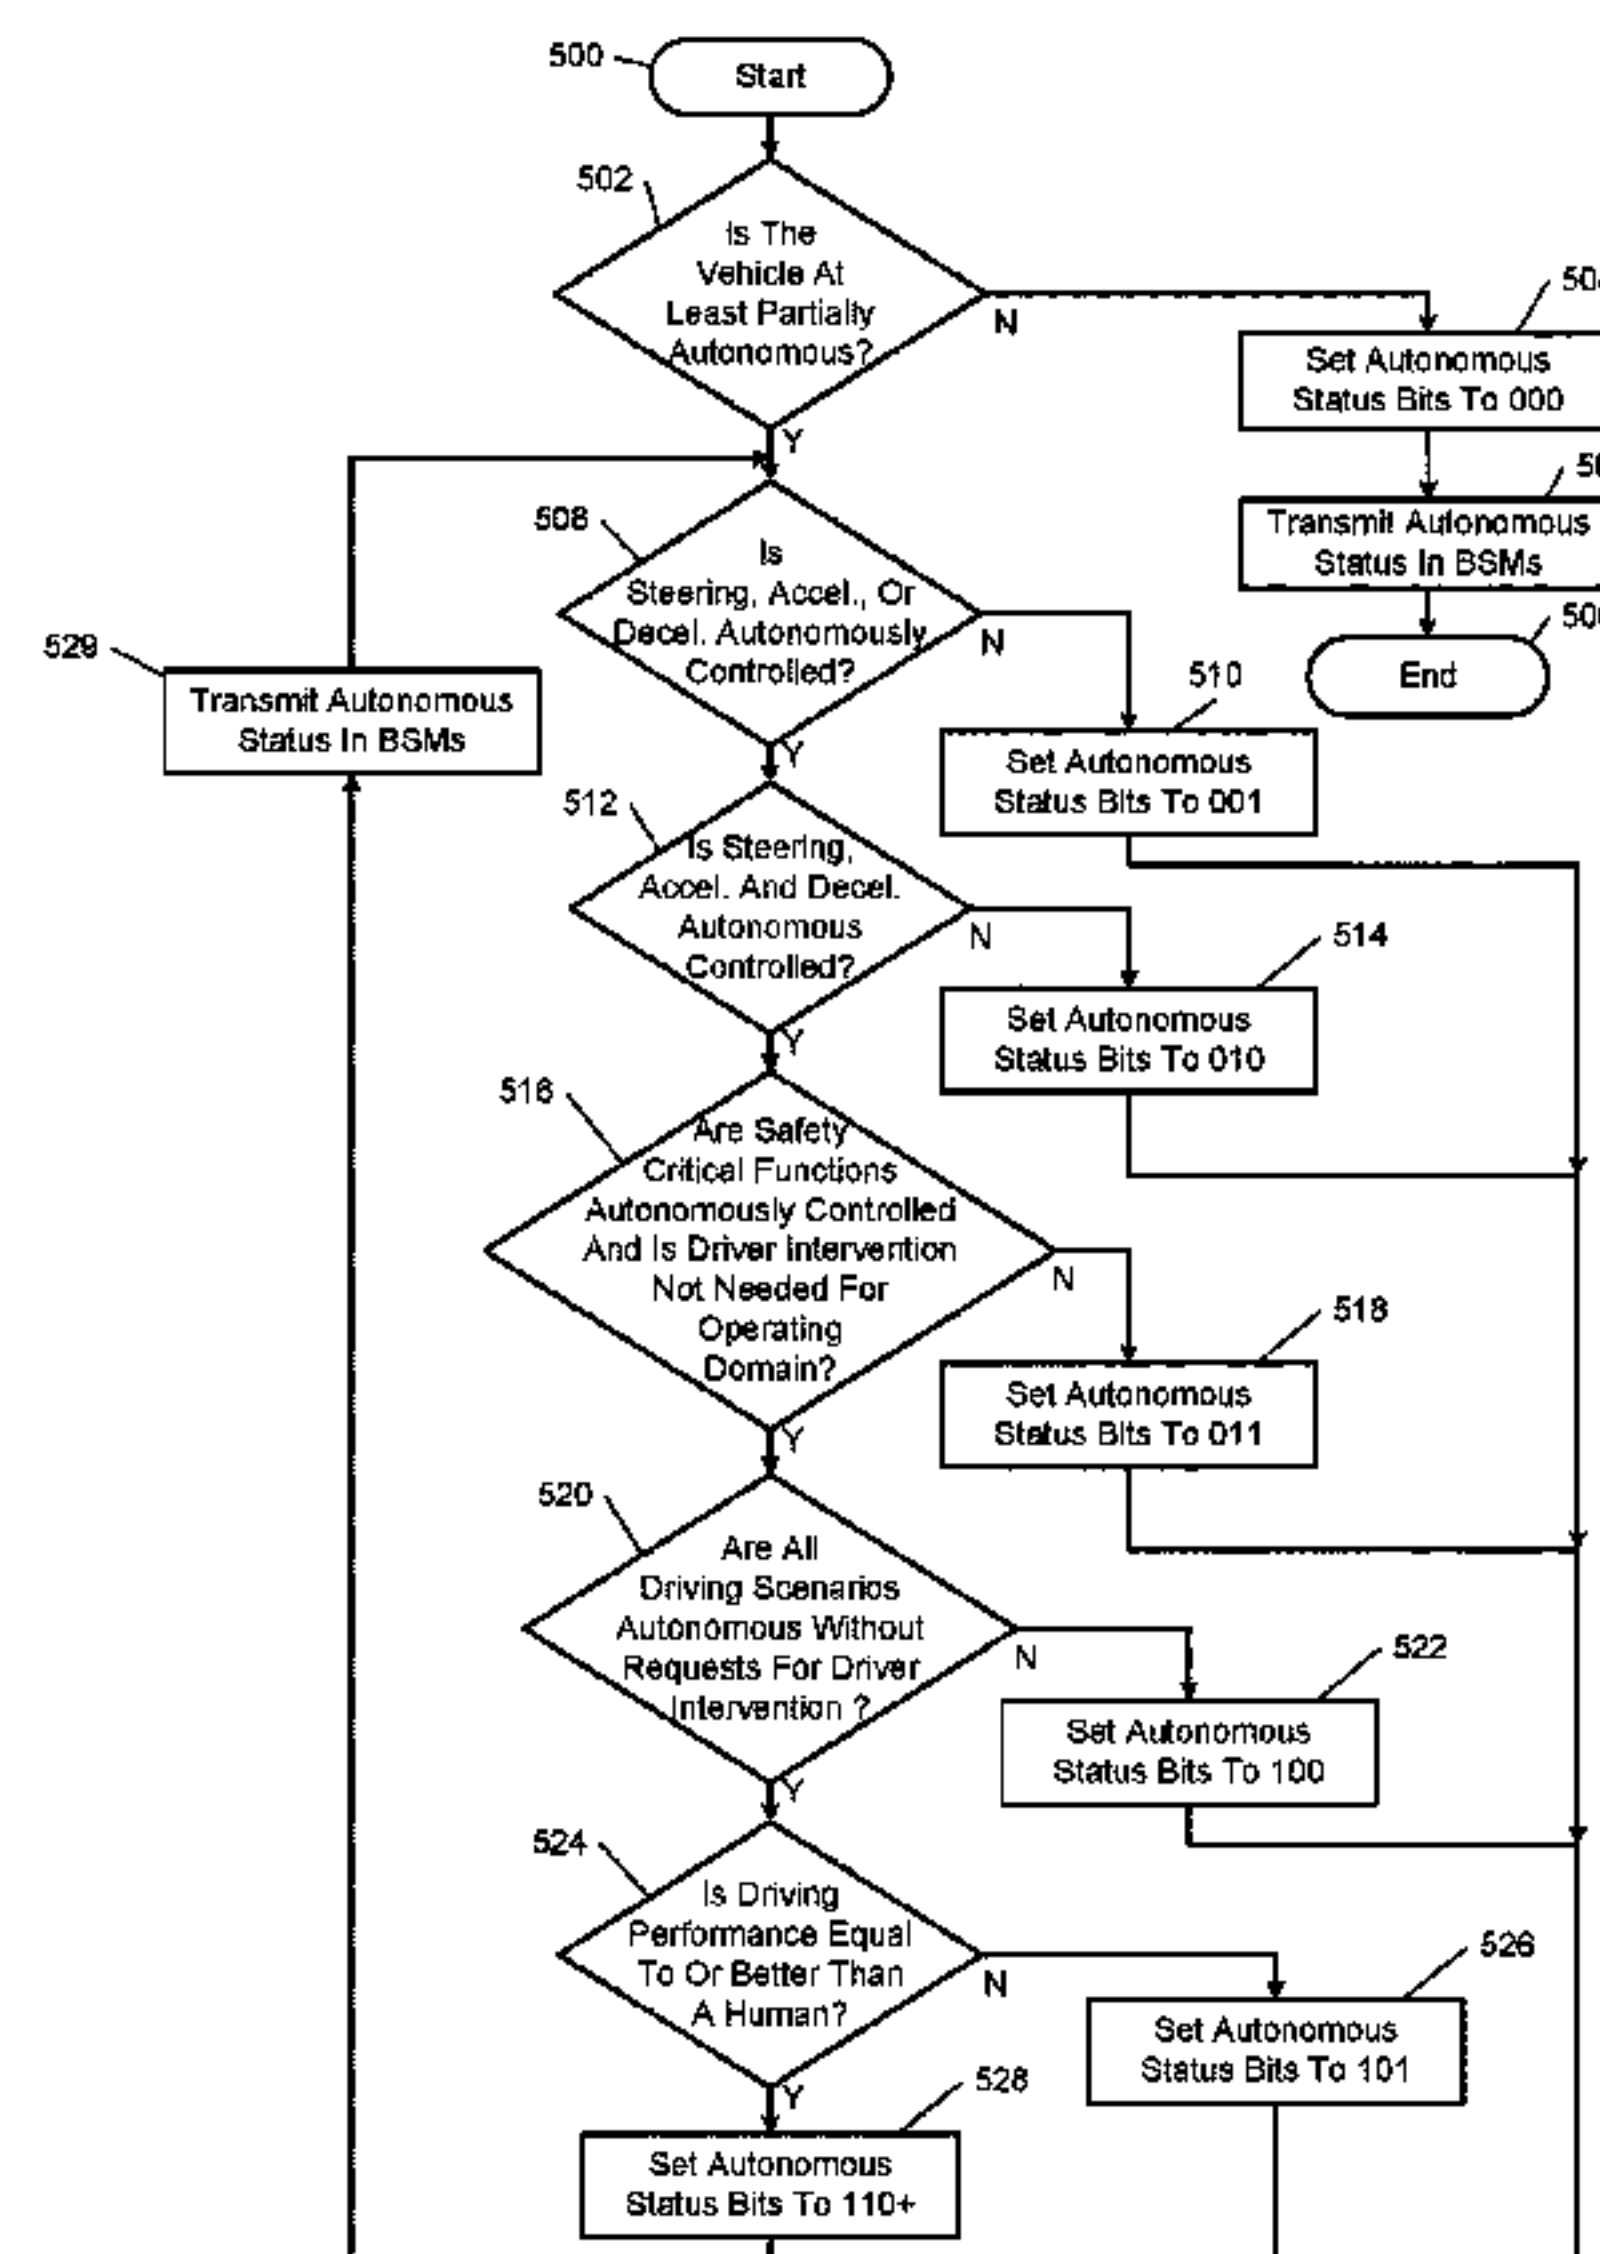 500
Start
502
Is The
Vehicle At
Least Partially
Autonomous?
N
Y
Set Autonomous
Status Bits To 000
Transmit Autonomous
Status In BSMs
End
508
Is
Steering, Accel., Or
Decel. Autonomously
Controlled?
N
Y
510
Set Autonomous
Status Bits To 001
529
Transmit Autonomous
Status In BSMs
512
Is Steering,
Accel. And Decel.
Autonomous
Controlled?
N
Y
514
Set Autonomous
Status Bits To 010
516
Are Safety
Critical Functions
Autonomously Controlled
And Is Driver Intervention
Not Needed For
Operating
Domain?
N
Y
518
Set Autonomous
Status Bits To 011
520
Are All
Driving Scenarios
Autonomous Without
Requests For Driver
Intervention ?
N
Y
522
Set Autonomous
Status Bits To 100
524
Is Driving
Performance Equal
To Or Better Than
A Human?
N
Y
526
Set Autonomous
Status Bits To 101
528
Set Autonomous
Status Bits To 110+